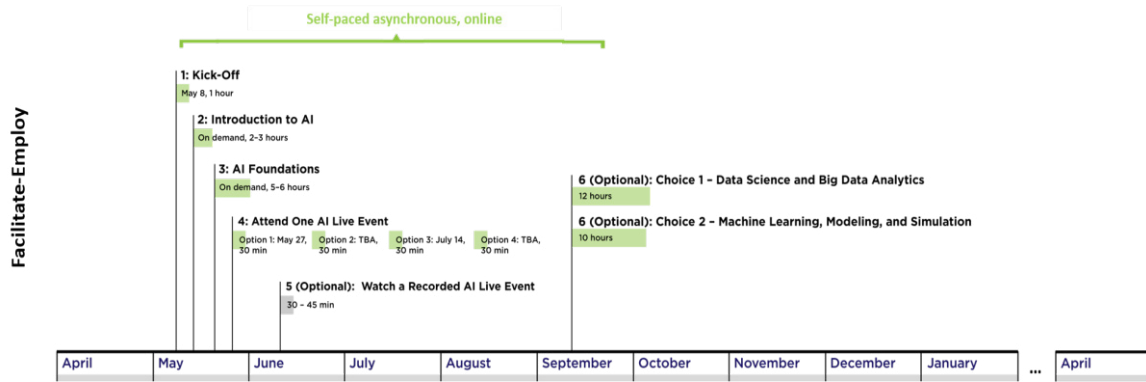 Self-paced asynchronous, online
Facilitate-Employ
1: Kick-Off
May 8, 1 hour
2: Introduction to AI
On demand, 2–3 hours
3: AI Foundations
On demand, 5–6 hours
4: Attend One AI Live Event
Option 1: May 27,
30 min
Option 2: TBA,
30 min
Option 3: July 14,
30 min
Option 4: TBA,
30 min
5 (Optional): Watch a Recorded AI Live Event
30 – 45 min
6 (Optional): Choice 1 – Data Science and Big Data Analytics
12 hours
6 (Optional): Choice 2 – Machine Learning, Modeling, and Simulation
10 hours
April
May
June
July
August
September
October
November
December
January
...
April